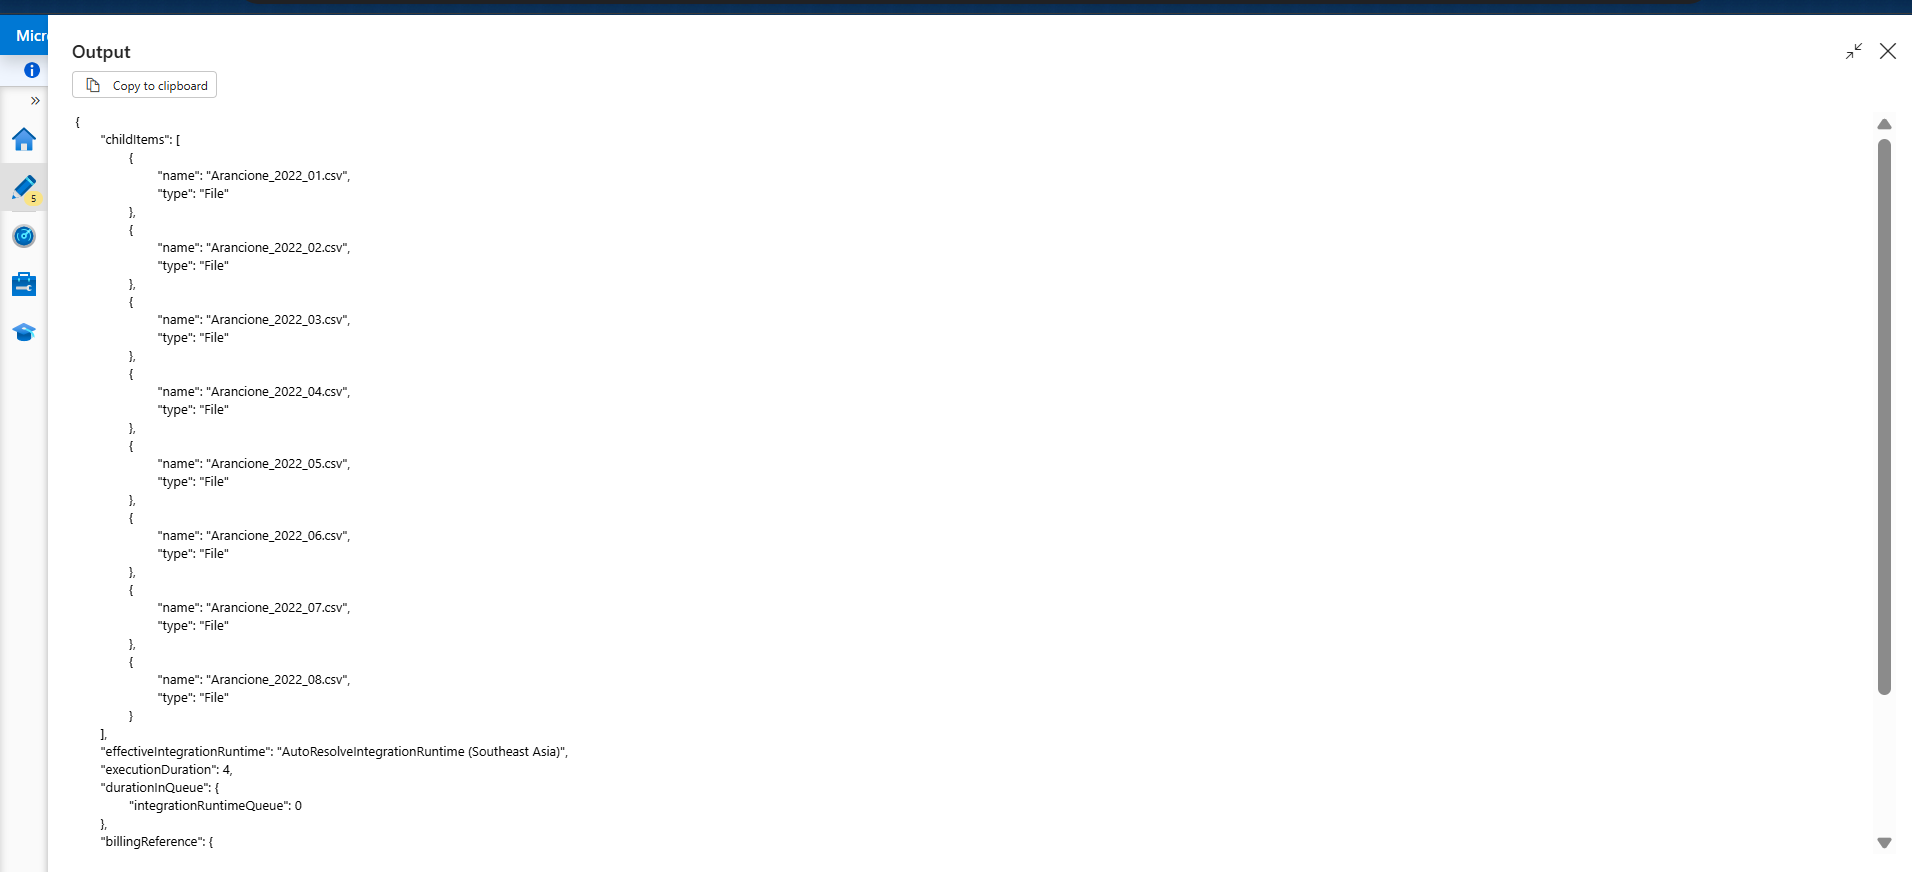 Micr
Output
Copy to clipboard
{
"childItems": [
{
"name": "Arancione_2022_01.csv",
"type": "File"
},
{
"name": "Arancione_2022_02.csv",
"type": "File"
},
{
"name": "Arancione_2022_03.csv",
"type": "File"
},
{
"name": "Arancione_2022_04.csv",
"type": "File"
},
{
"name": "Arancione_2022_05.csv",
"type": "File"
},
{
"name": "Arancione_2022_06.csv",
"type": "File"
},
{
"name": "Arancione_2022_07.csv",
"type": "File"
},
{
"name": "Arancione_2022_08.csv",
"type": "File"
}
],
"effectiveIntegrationRuntime": "AutoResolveIntegrationRuntime (Southeast Asia)",
"executionDuration": 4,
"durationInQueue": {
"integrationRuntimeQueue": 0
},
"billingReference": {
5